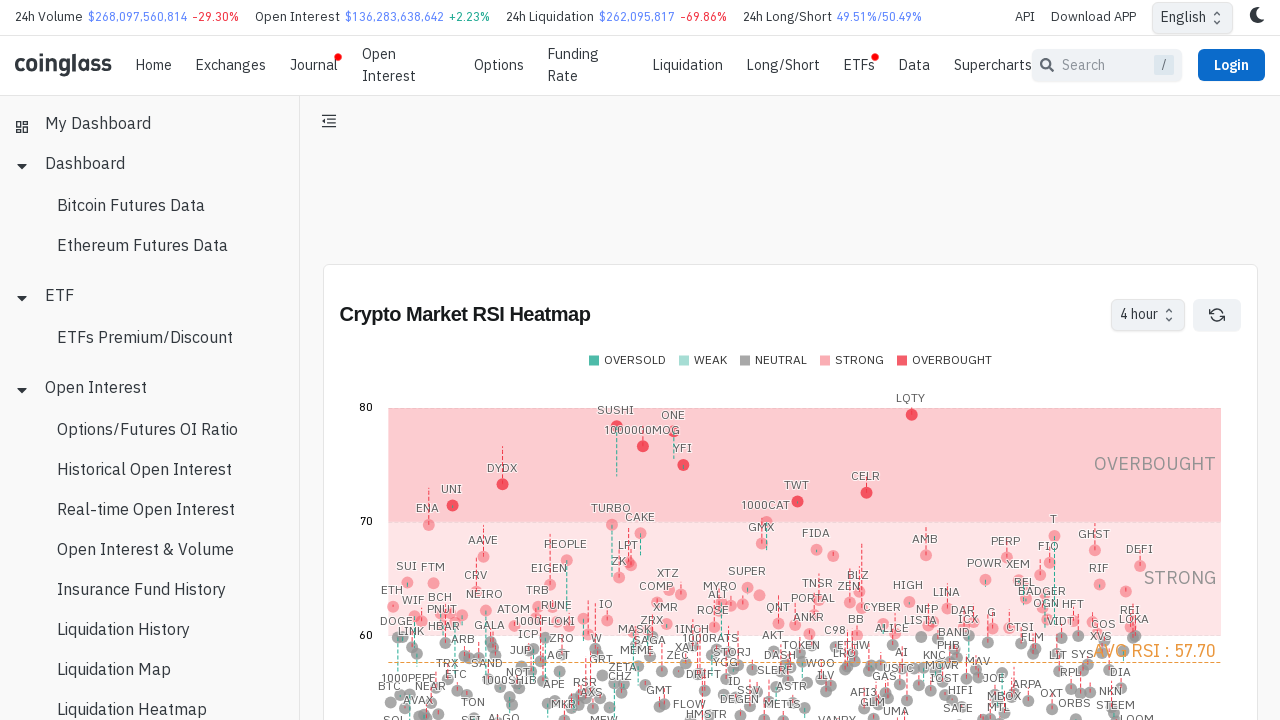 24h Volume $268,097,560,814 -29.30% Open Interest $136,283,638,642 +2.23% 24h Liquidation $262,095,817 -69.86% 24h Long/Short 49.51%/50.49% API Download APP English
coinglass Home Exchanges Journal Open Interest Options Funding Rate Liquidation Long/Short ETFs Data Supercharts Search / Login
My Dashboard
Dashboard
Bitcoin Futures Data
Ethereum Futures Data
ETF
ETFs Premium/Discount
Open Interest
Options/Futures OI Ratio
Historical Open Interest
Real-time Open Interest
Open Interest & Volume
Insurance Fund History
Liquidation History
Liquidation Map
Liquidation Heatmap
Crypto Market RSI Heatmap
4 hour
OVERSOLD WEAK NEUTRAL STRONG OVERBOUGHT
80
LQTY
SUSHI
ONE
1000000MOG
YFI
OVERBOUGHT
DYDX
CELR
UNI
TWT
ENA
TURBO
1000CAT
70
CAKE
T
GMX
FIDA
GHST
AAVE
PEOPLE
LPT
AMB
PERP
FIO
DEFI
ZK
SUI FTM
EIGEN
XTZ
SUPER
POWR
XEM
RIF
STRONG
CRV
BLZ
ETH
TRB
COMP
MYRO
TNSR
ZEN
HIGH
BEL
WIF
BCH
NEIRO
ALI
PORTAL
LINA
BADGER
PNUT
ATOM
RUNE
IO
XMR
ROSE
QNT
CYBER
NFP
DAR
G
OGN
HFT
REI
DOGE
1000FLOKI
ZRX
ANKR
BB
LISTA
ICX
VIDT
LOKA
LINK
HBAR
GALA
MASK
1INCH
C98
ALICE
CTSI
GOS
60
ARB
ICP
ZRO
W
SAGA
1000RATS
AKT
BAND
FLM
XVS
JUP
MEME
XAI
STORJ
TOKEN
ETHW
PHB
ACT
GRT
ZEC
DASH
AI
KNC
LIT
SYS
AVG RSI : 57.70
TRX
SAND
YGG
WOO
MAV
ETC
NOT
ZETA
DRIFT
SLERF
ILV
USTC
RPL
DIA
1000PEPE
1000SHIB
CHZ
ID
GAS
IOST
JOE
BTC
NEAR
APE
RSR
GMT
SSV
ASTR
API3
HIFI
ARPA
NKN
AVAX
AXS
DEGEN
OXT
TON
MKR
FLOW
METIS
GLM
SAFE
MTL
ORBS
STEEM
HMSTR
UMA
ALGO